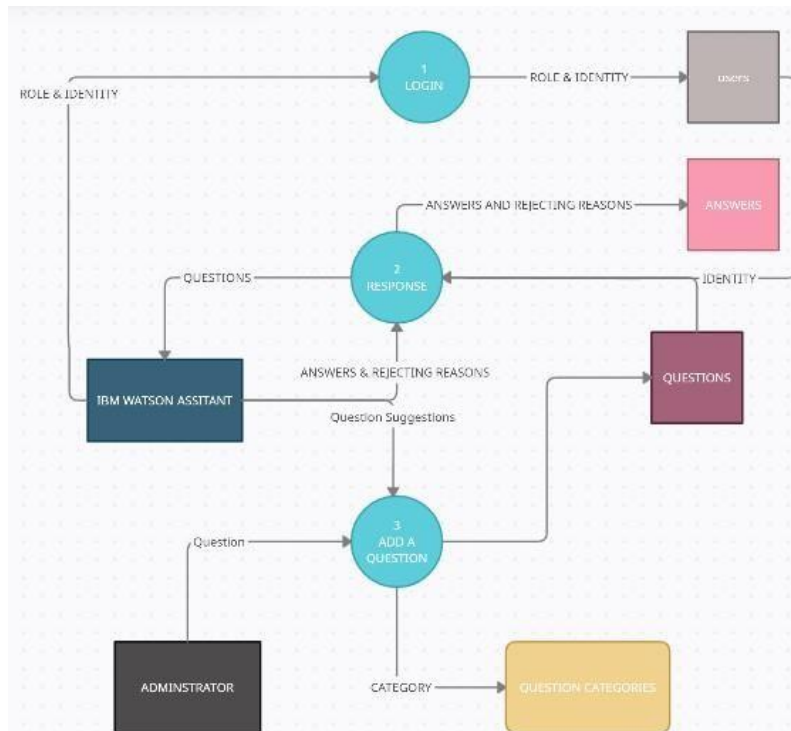 1
LOGIN
ROLE & IDENTITY
users
ROLE & IDENTITY
ANSWERS AND REJECTING REASONS
ANSWERS
2
RESPONSE
QUESTIONS
IDENTITY
ANSWERS & REJECTING REASONS
QUESTIONS
IBM WATSON ASSITANT
Question Suggestions
3
ADD A
QUESTION
Question
ADMINSTRATOR
CATEGORY
QUESTION CATEGORIES